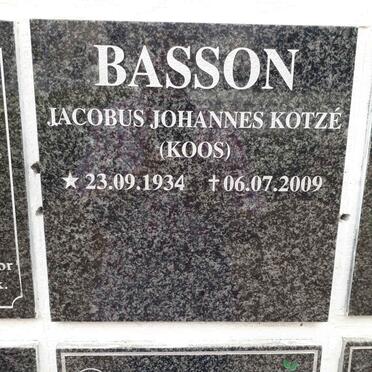 BASSON
JACOBUS JOHANNES KOTZÉ
(KOOS)
★ 23.09.1934 †06.07.2009